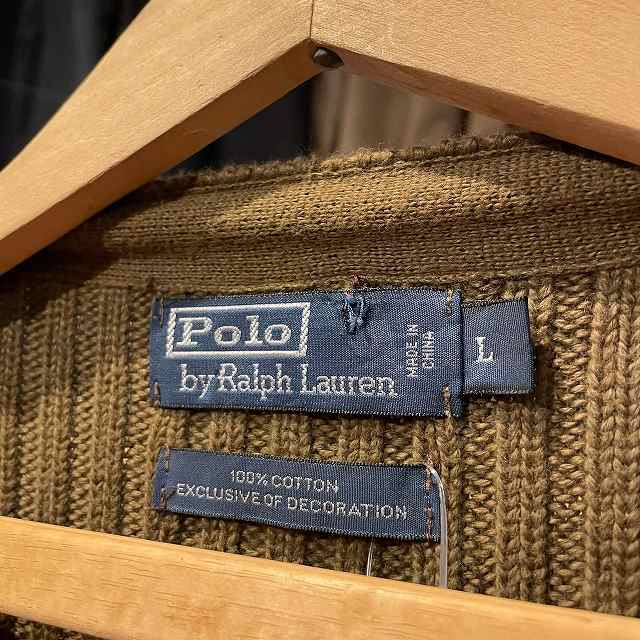 Polo
by Ralph Lauren
MADE IN
CHINA
L
100% COTTON
EXCLUSIVE OF DECORATION